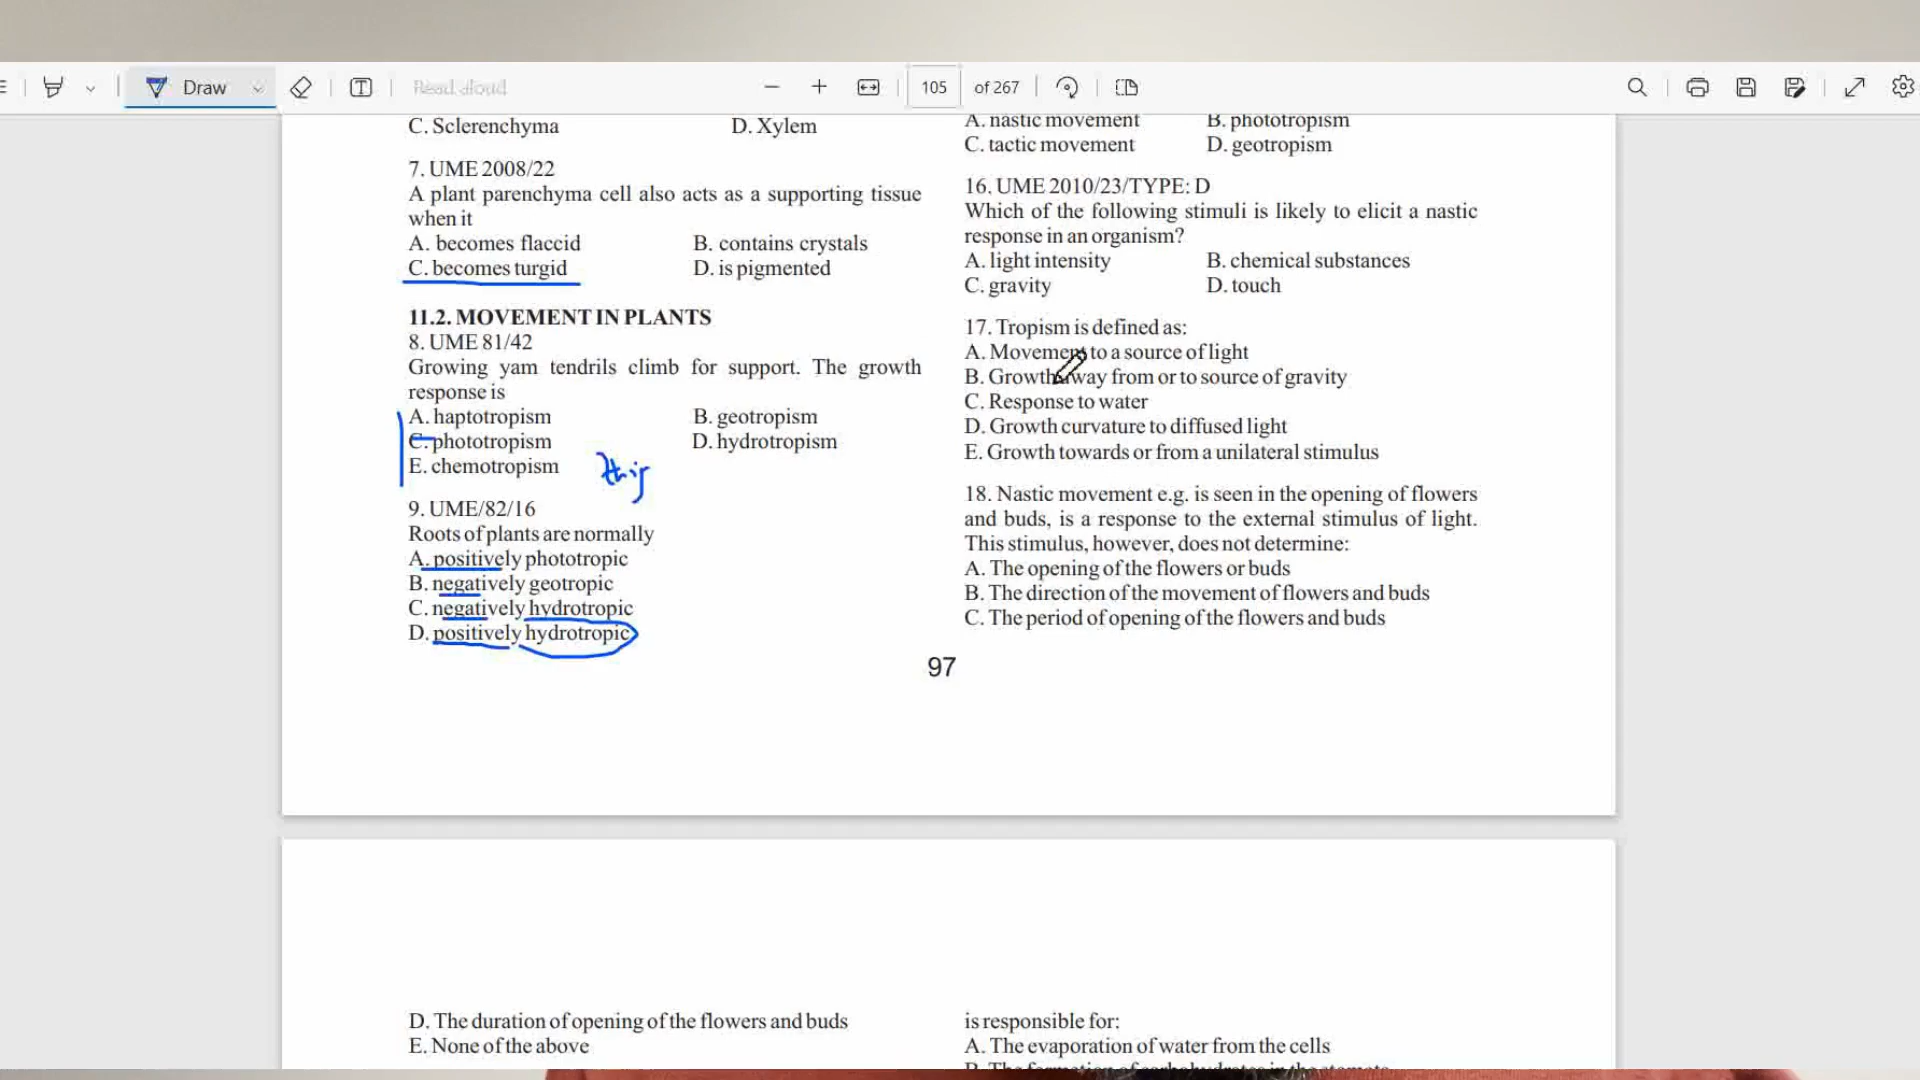 Draw
Read aloud
105 of 267
C. Sclerenchyma D. Xylem
7. UME 2008/22
A plant parenchyma cell also acts as a supporting tissue
when it
A. becomes flaccid B. contains crystals
C. becomes turgid D. is pigmented
11.2. MOVEMENT IN PLANTS
8. UME 81/42
Growing yam tendrils climb for support. The growth
response is
A. haptotropism B. geotropism
C. phototropism D. hydrotropism
E. chemotropism
9. UME/82/16
Roots of plants are normally
A. positively phototropic
B. negatively geotropic
C. negatively hydrotropic
D. positively hydrotropic
A. nastic movement B. phototropism
C. tactic movement D. geotropism
16. UME 2010/23/TYPE: D
Which of the following stimuli is likely to elicit a nastic
response in an organism?
A. light intensity B. chemical substances
C. gravity D. touch
17. Tropism is defined as:
A. Movement to a source of light
B. Growth away from or to source of gravity
C. Response to water
D. Growth curvature to diffused light
E. Growth towards or from a unilateral stimulus
18. Nastic movement e.g. is seen in the opening of flowers
and buds, is a response to the external stimulus of light.
This stimulus, however, does not determine:
A. The opening of the flowers or buds
B. The direction of the movement of flowers and buds
C. The period of opening of the flowers and buds
97
D. The duration of opening of the flowers and buds
E. None of the above
is responsible for:
A. The evaporation of water from the cells